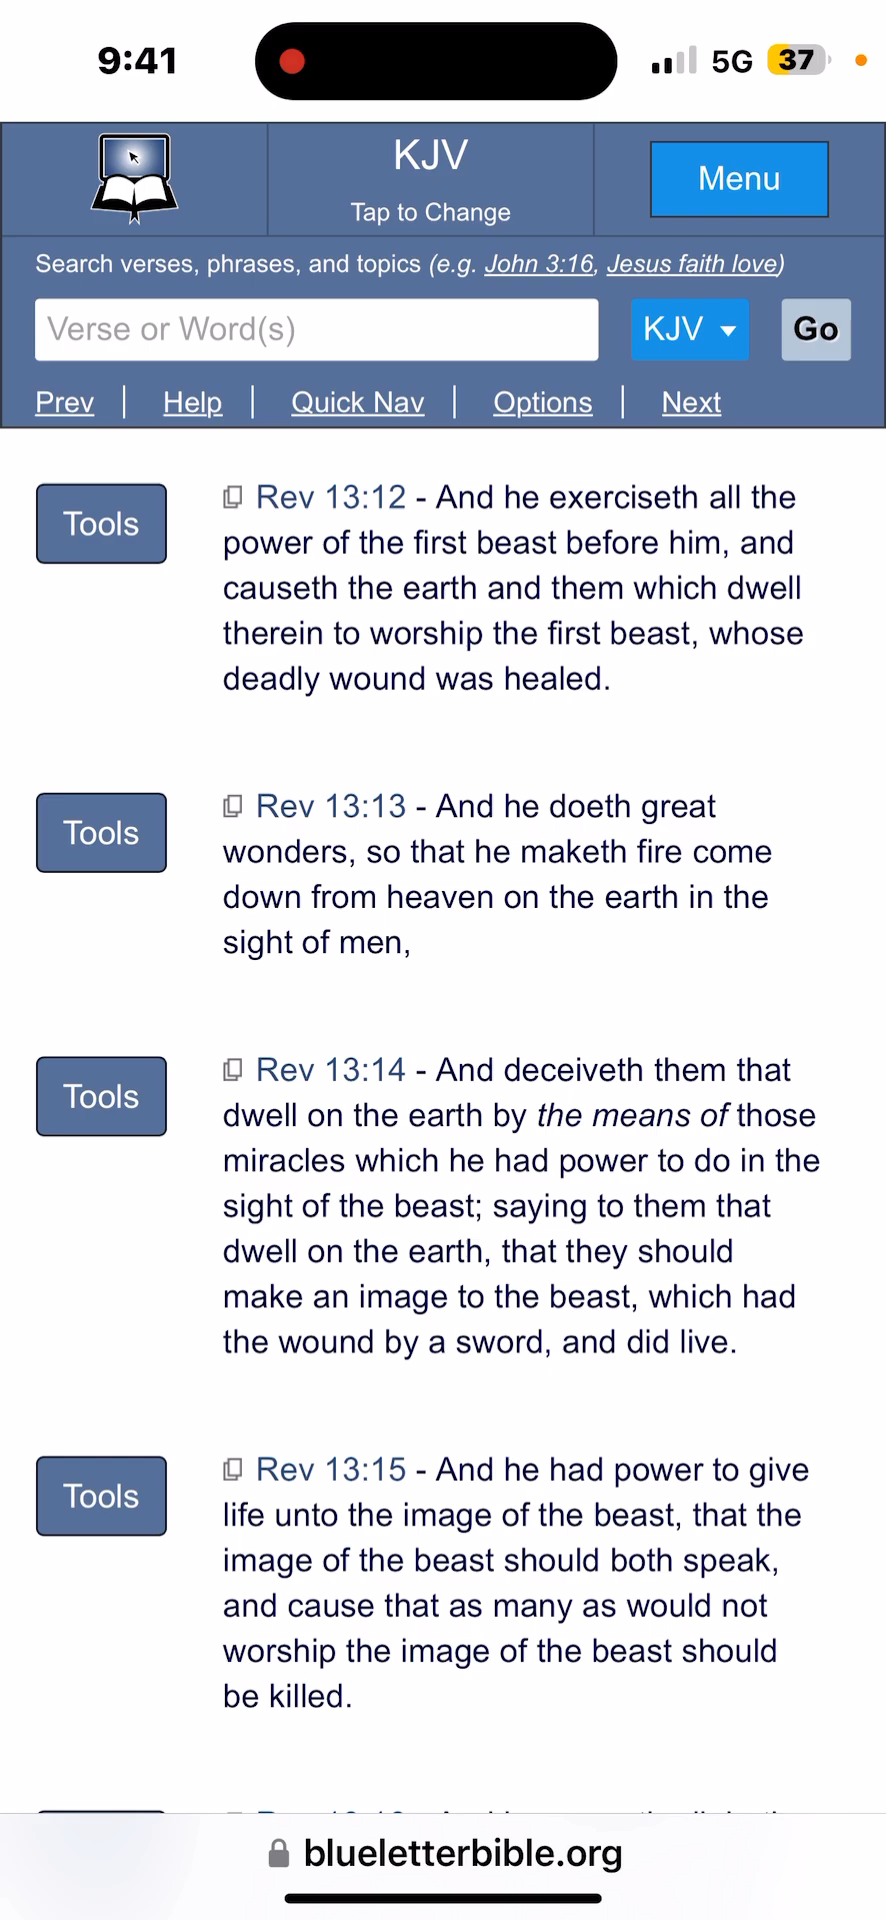 9:41
5G 37
KJV
Tap to Change
Menu
Search verses, phrases, and topics (e.g. John 3:16, Jesus faith love)
Verse or Word(s)
KJV
Go
Prev | Help | Quick Nav | Options | Next
Tools
Rev 13:12 - And he exerciseth all the
power of the first beast before him, and
causeth the earth and them which dwell
therein to worship the first beast, whose
deadly wound was healed.
Tools
Rev 13:13 - And he doeth great
wonders, so that he maketh fire come
down from heaven on the earth in the
sight of men,
Tools
Rev 13:14 - And deceiveth them that
dwell on the earth by the means of those
miracles which he had power to do in the
sight of the beast; saying to them that
dwell on the earth, that they should
make an image to the beast, which had
the wound by a sword, and did live.
Tools
Rev 13:15 - And he had power to give
life unto the image of the beast, that the
image of the beast should both speak,
and cause that as many as would not
worship the image of the beast should
be killed.
blueletterbible.org